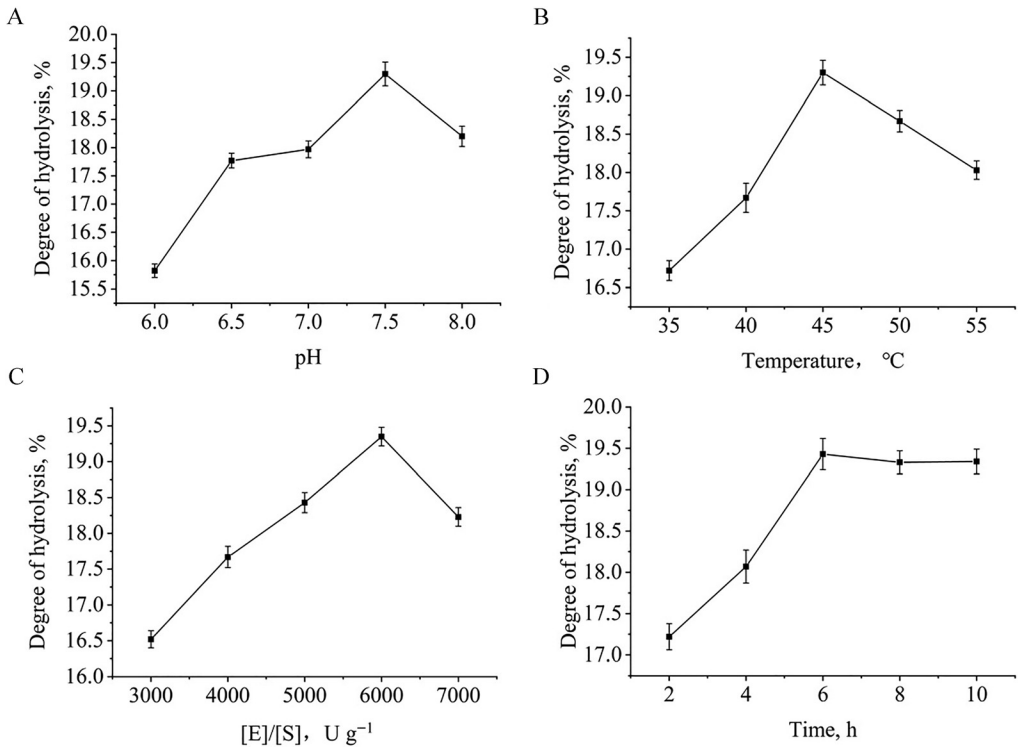 A
Degree of hydrolysis, %
20.0
19.5
19.0
18.5
18.0
17.5
17.0
16.5
16.0
15.5
6.0 6.5 7.0 7.5 8.0
pH
B
Degree of hydrolysis, %
19.5
19.0
18.5
18.0
17.5
17.0
16.5
35 40 45 50 55
Temperature， ℃
C
Degree of hydrolysis, %
19.5
19.0
18.5
18.0
17.5
17.0
16.5
16.0
3000 4000 5000 6000 7000
[E]/[S]， U g⁻¹
D
Degree of hydrolysis, %
20.0
19.5
19.0
18.5
18.0
17.5
17.0
2 4 6 8 10
Time, h